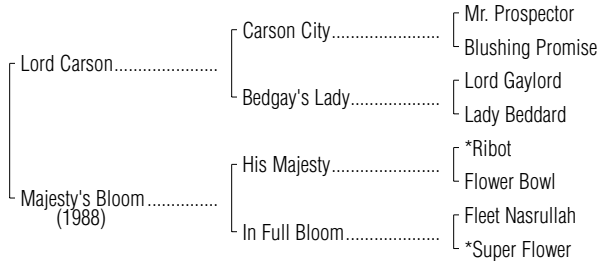 Mr. Prospector
Carson City
Blushing Promise
Lord Carson
Lord Gaylord
Bedgay's Lady
Lady Beddard
*Ribot
His Majesty
Flower Bowl
Majesty's Bloom
(1988)
Fleet Nasrullah
In Full Bloom
*Super Flower